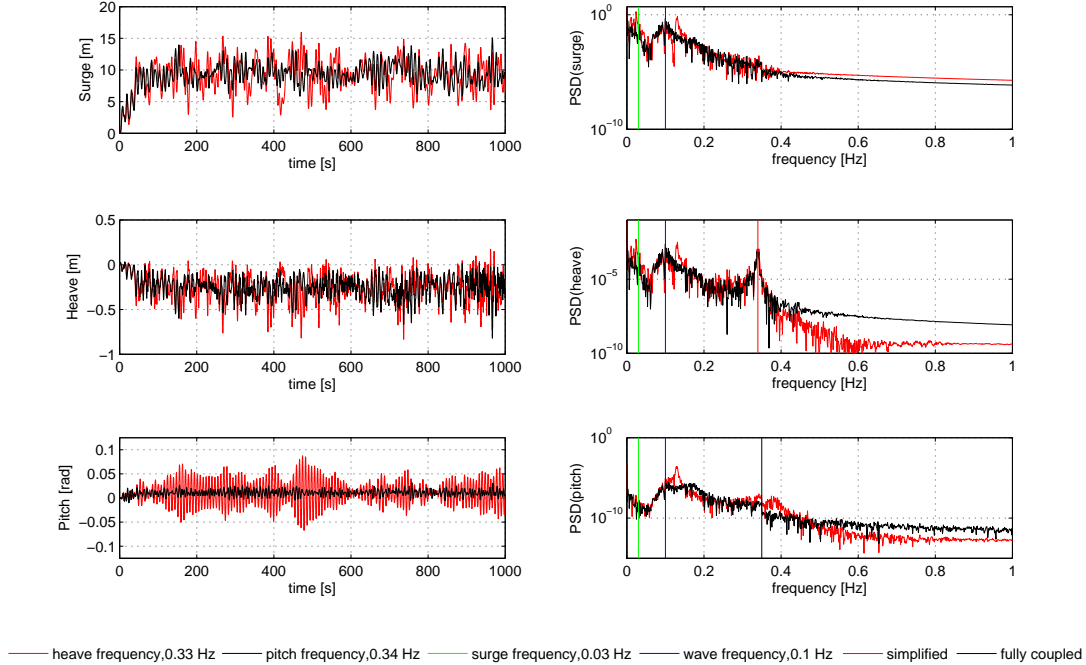 20
15
10
5
0
Surge [m]
0 200 400 600 800 1000
time [s]
10^0
10^−10
PSD(surge)
0 0.2 0.4 0.6 0.8 1
frequency [Hz]
0.5
0
−0.5
−1
Heave [m]
0 200 400 600 800 1000
time [s]
10^−5
10^−10
PSD(heave)
0 0.2 0.4 0.6 0.8 1
frequency [Hz]
0.1
0.05
0
−0.05
−0.1
Pitch [rad]
0 200 400 600 800 1000
time [s]
10^0
10^−10
PSD(pitch)
0 0.2 0.4 0.6 0.8 1
frequency [Hz]
heave frequency,0.33 Hz pitch frequency,0.34 Hz surge frequency,0.03 Hz wave frequency,0.1 Hz simplified fully coupled